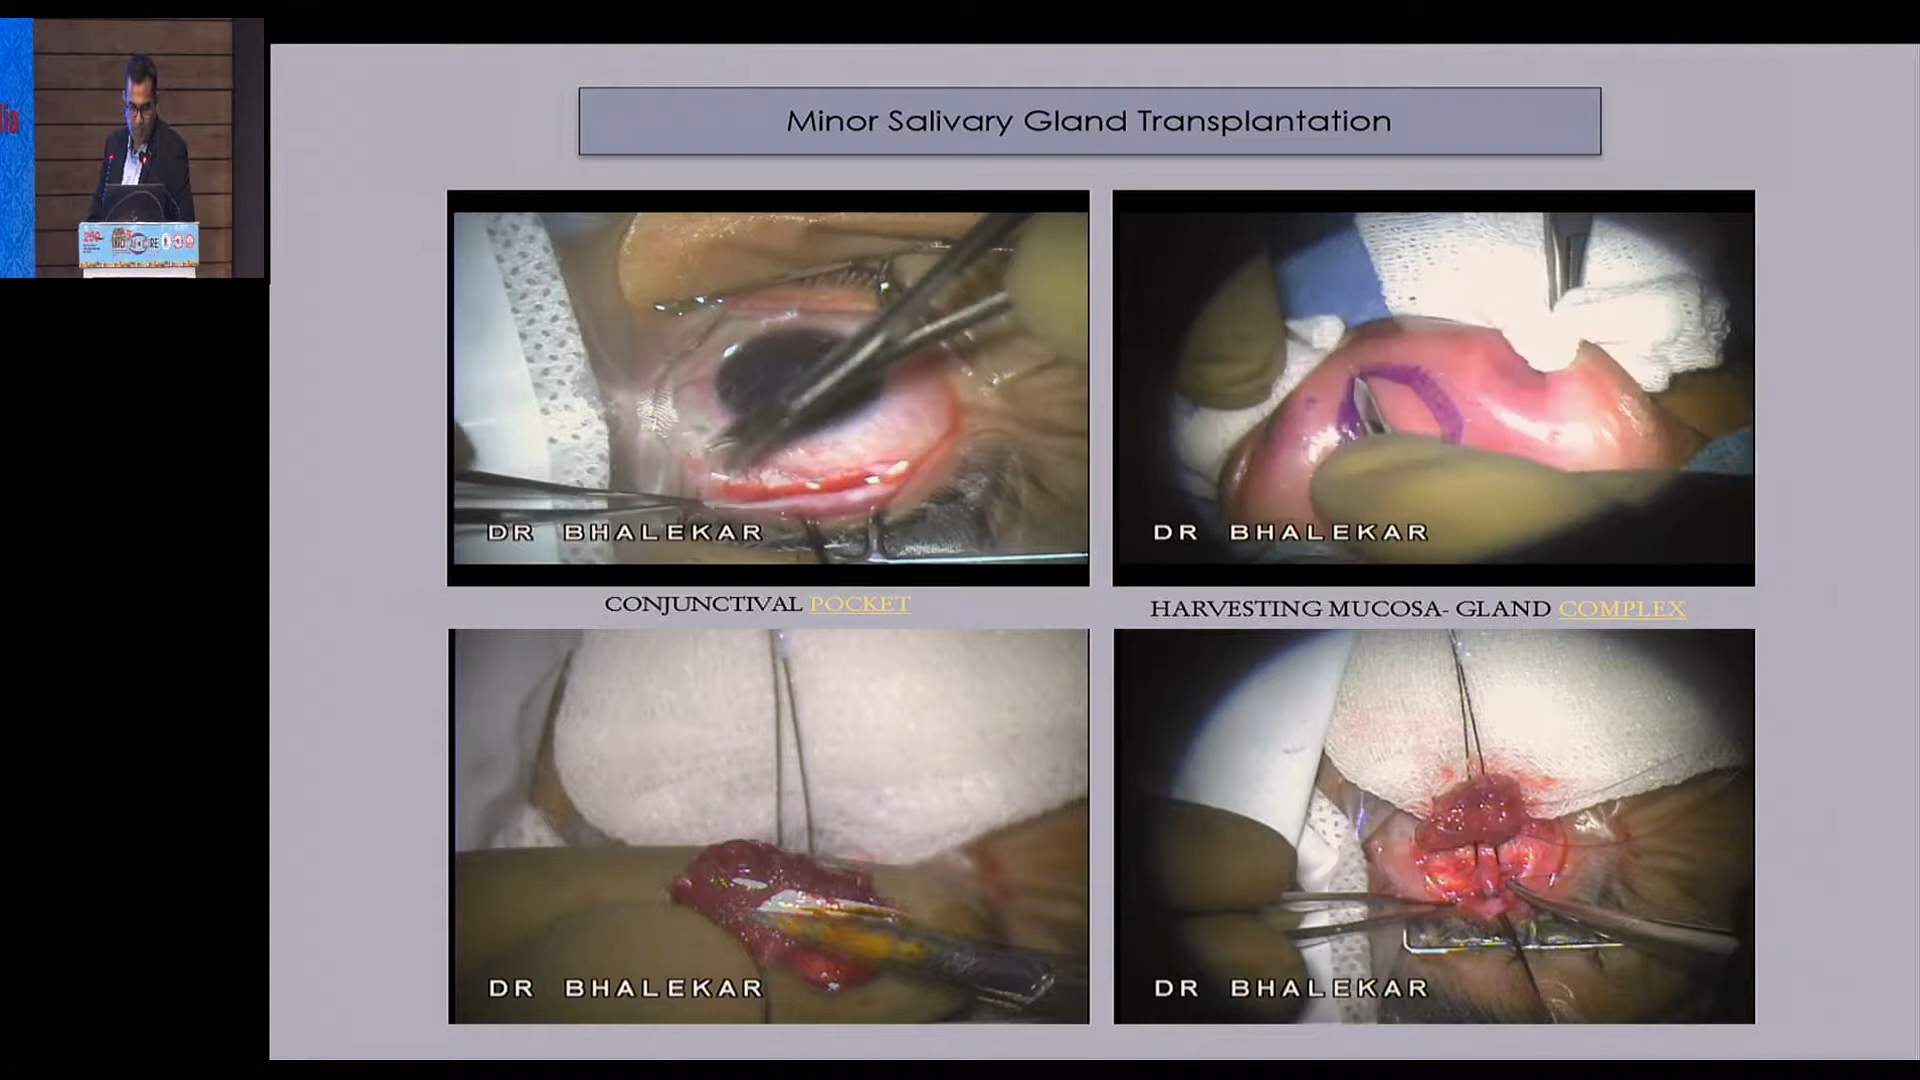 Minor Salivary Gland Transplantation
DR BHALEKAR
DR BHALEKAR
CONJUNCTIVAL POCKET
HARVESTING MUCOSA- GLAND COMPLEX
DR BHALEKAR
DR BHALEKAR